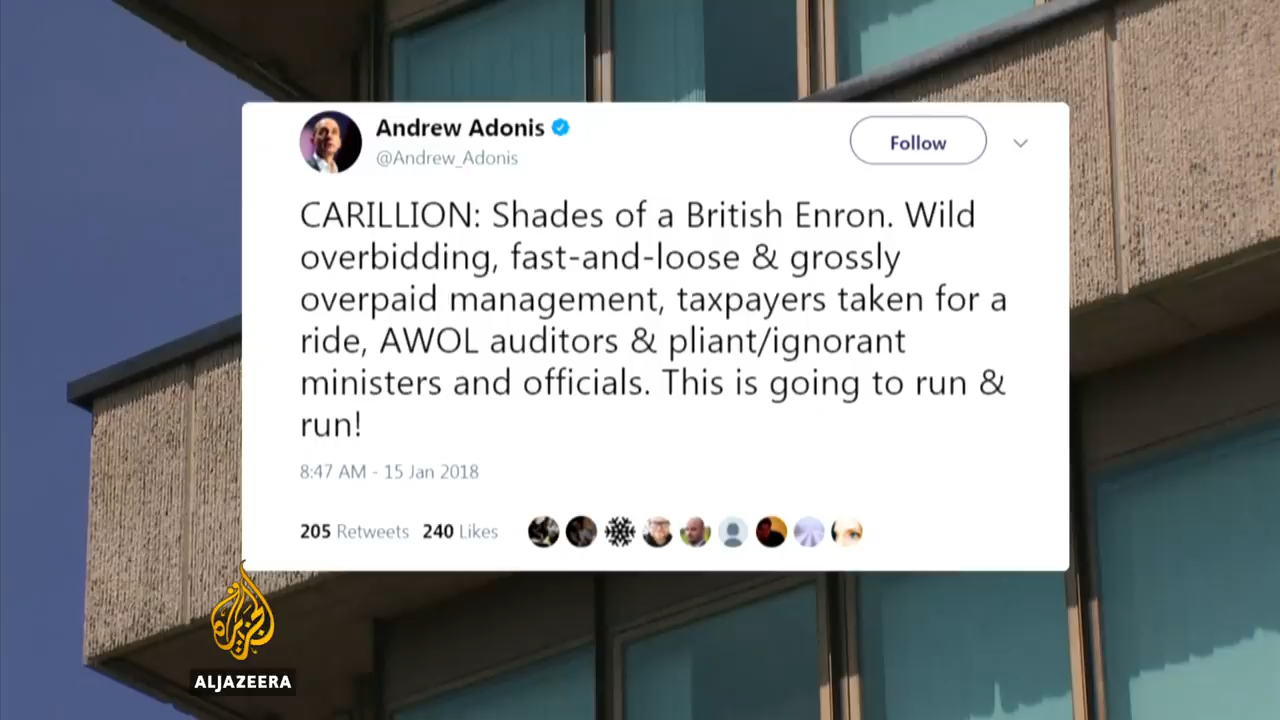 Andrew Adonis
@Andrew_Adonis
Follow
CARILLION: Shades of a British Enron. Wild
overbidding, fast-and-loose & grossly
overpaid management, taxpayers taken for a
ride, AWOL auditors & pliant/ignorant
ministers and officials. This is going to run &
run!
8:47 AM - 15 Jan 2018
205 Retweets 240 Likes
الجزيرة
ALJAZEERA